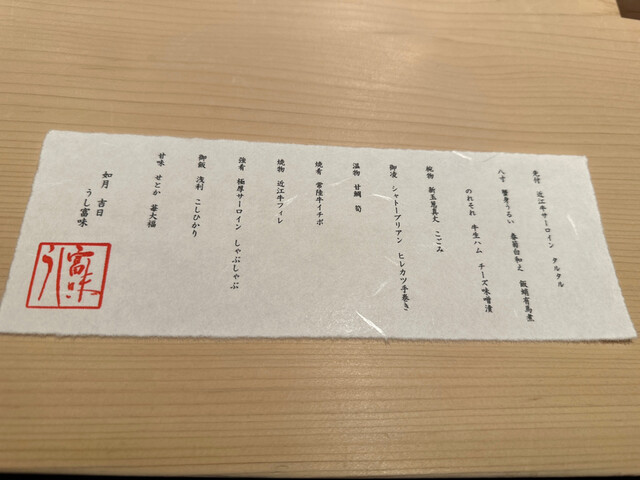 先付 近江牛サーロイン タルタル
八寸 蟹身うるい 春菊白和え 飯蛸有馬煮
のれそれ 牛生ハム チーズ味噌漬
椀物 新玉葱真丈 こごみ
御凌 シャトーブリアン ヒレカツ手巻き
温物 甘鯛 筍
焼肴 常陸牛イチボ
焼物 近江牛フィレ
強肴 極厚サーロイン しゃぶしゃぶ
御飯 浅利 こしひかり
甘味 せとか 苺大福
如月 吉日
うし富味
うし富味